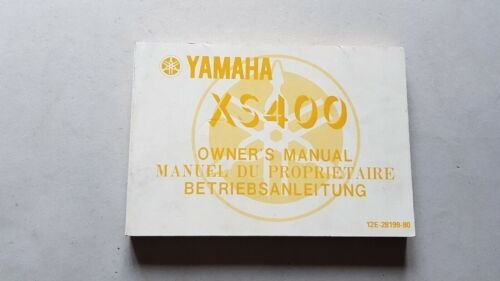 YAMAHA
XS400
OWNER'S MANUAL
MANUEL DU PROPRIETAIRE
BETRIEBSANLEITUNG
12E-28199-80